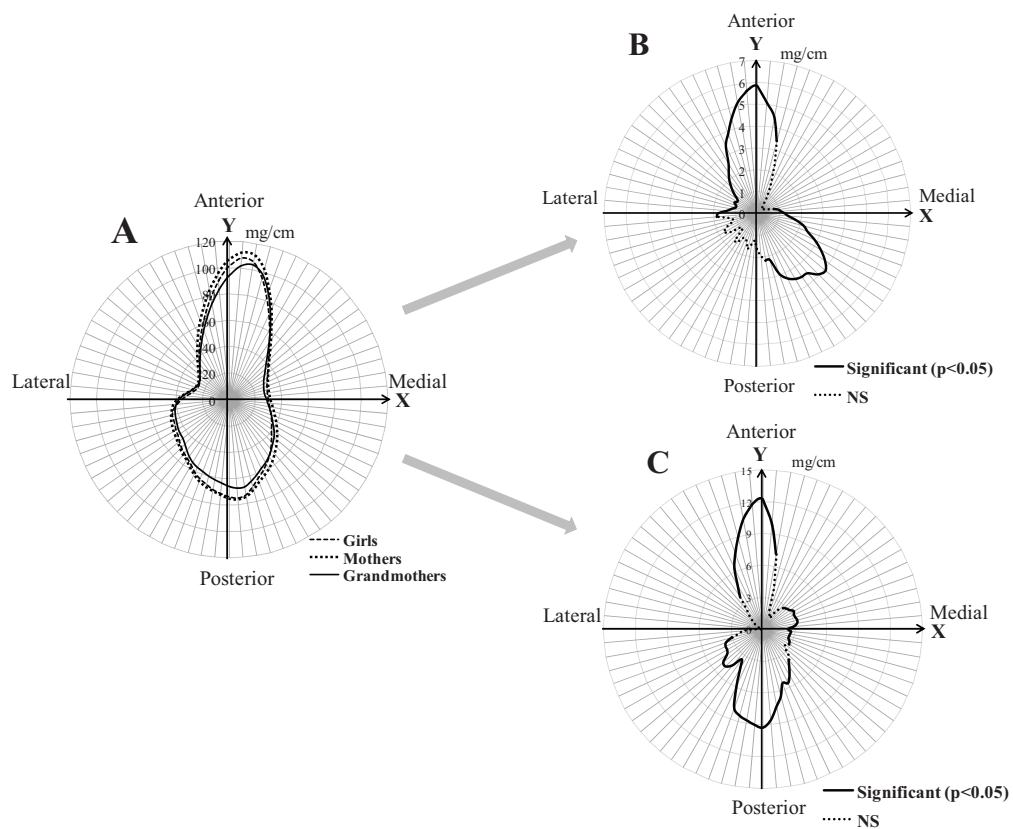 A
Anterior
Y
mg/cm
120
100
80
60
40
20
0
Lateral
Medial
X
Posterior
Girls
Mothers
Grandmothers
B
Anterior
Y
mg/cm
7
6
5
4
3
2
1
0
Lateral
Medial
X
Posterior
Significant (p<0.05)
NS
C
Anterior
Y
mg/cm
15
12
9
6
3
0
Lateral
Medial
X
Posterior
Significant (p<0.05)
NS